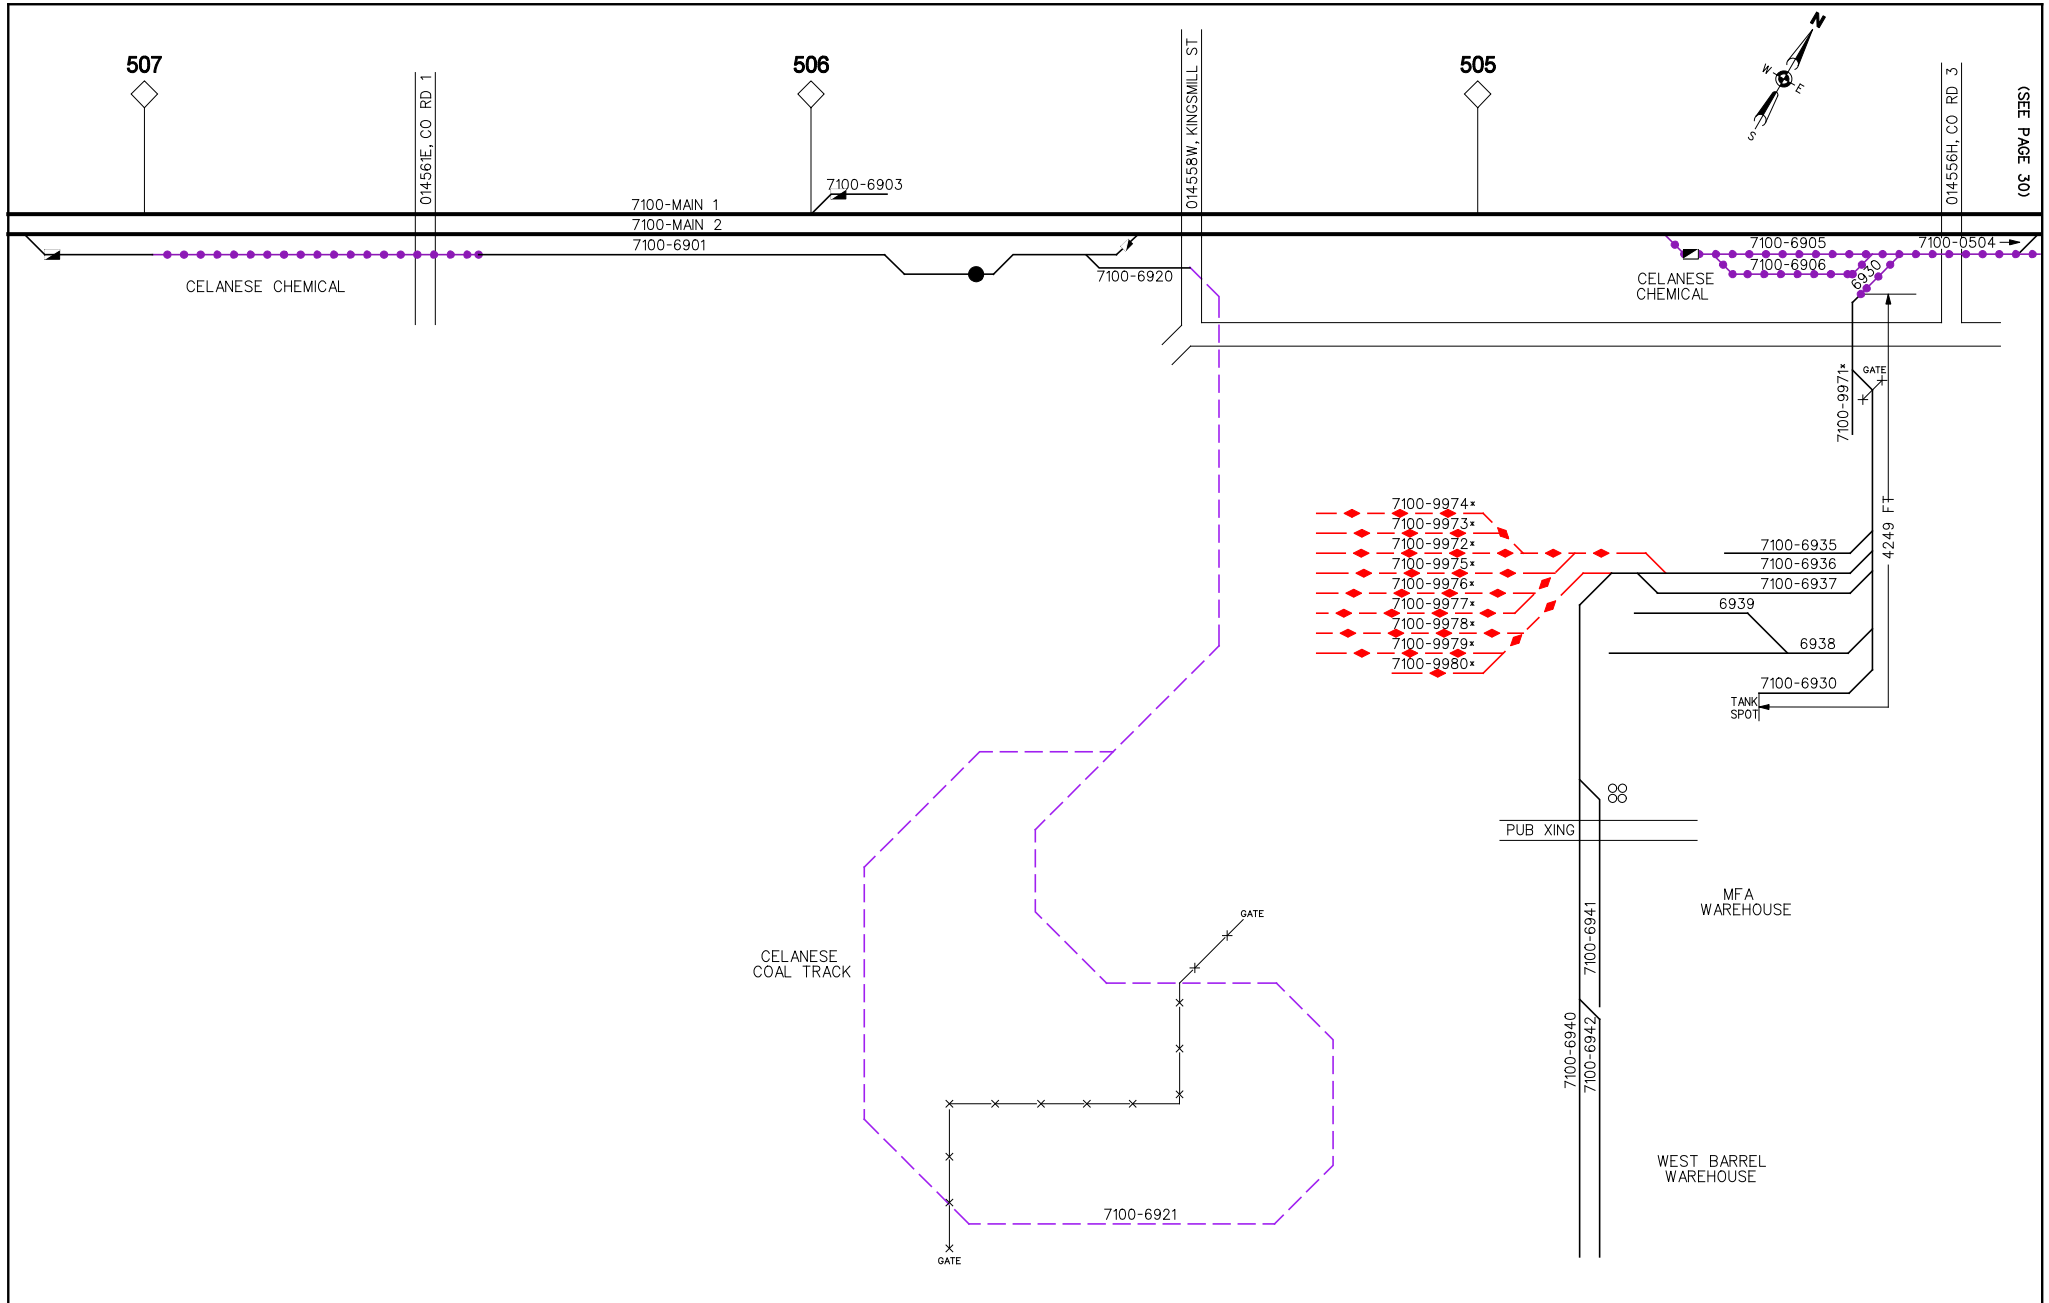 507
506
505
N
W
E
S
(SEE PAGE 30)
014561E, CO RD 1
014558W, KINGSMILL ST
014556H, CO RD 3
7100-6903
7100-MAIN 1
7100-MAIN 2
7100-6901
7100-6905
7100-0504
7100-6906
6930
7100-6920
CELANESE CHEMICAL
CELANESE
CHEMICAL
GATE
7100-9971*
4249 FT
7100-9974*
7100-9973*
7100-9972*
7100-9975*
7100-9976*
7100-9977*
7100-9978*
7100-9979*
7100-9980*
7100-6935
7100-6936
7100-6937
6939
6938
7100-6930
TANK
SPOT
PUB XING
MFA
WAREHOUSE
7100-6941
GATE
CELANESE
COAL TRACK
7100-6940
7100-6942
WEST BARREL
WAREHOUSE
7100-6921
GATE